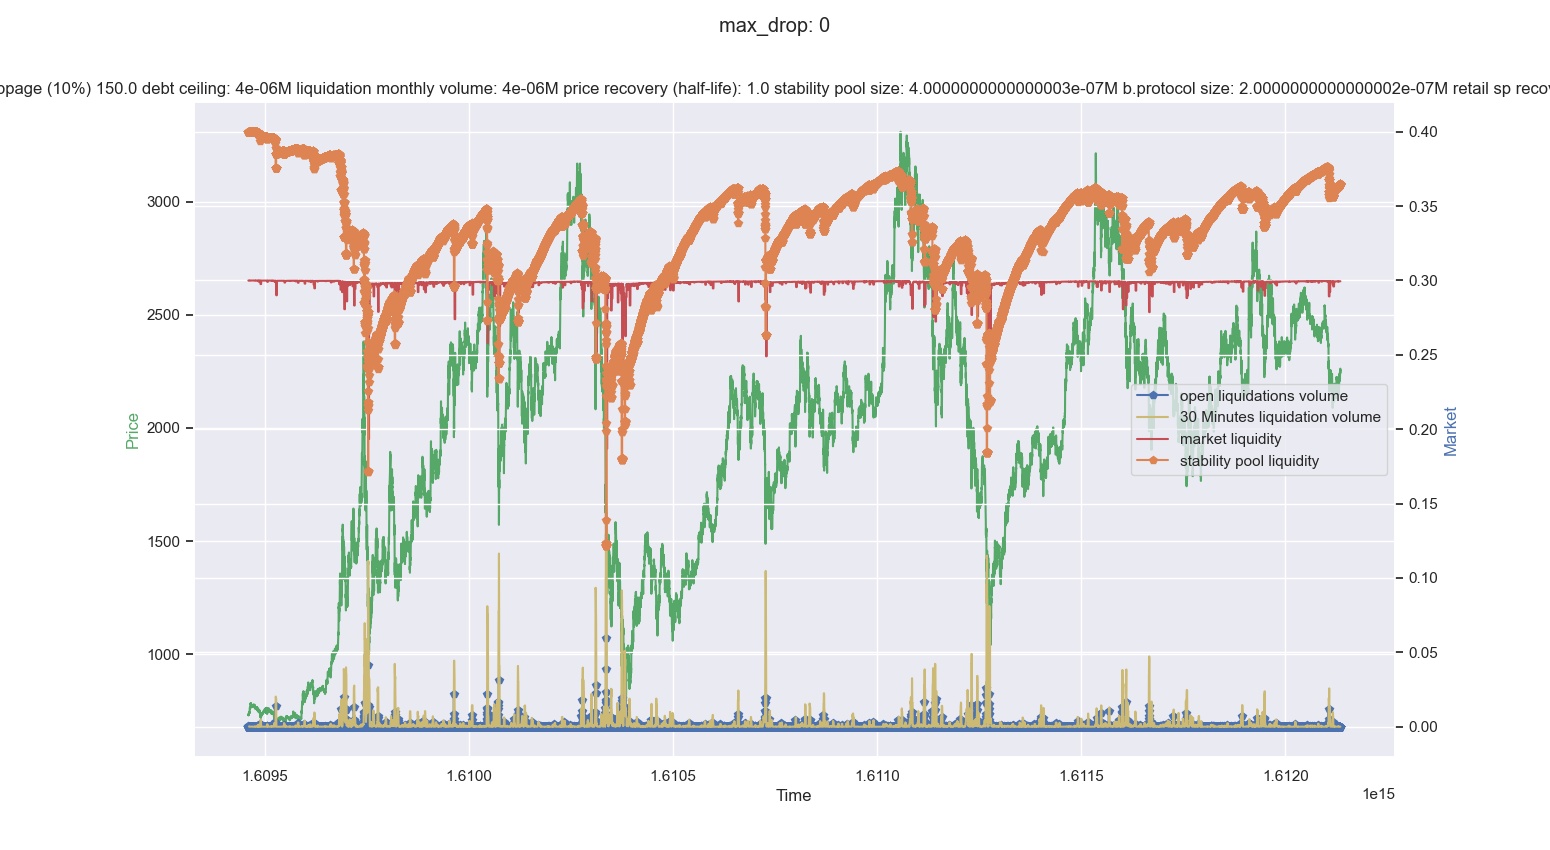 max_drop: 0
(10%) 150.0 debt ceiling: 4e-06M liquidation monthly volume: 4e-06M price recovery (half-life): 1.0 stability pool size: 4.0000000000000003e-07M b.protocol size: 2.0000000000000002e-07M retail sp
0.40
3000
0.35
0.30
2500
0.25
open liquidations volume
30 Minutes liquidation volume
market liquidity
stability pool liquidity
Price
Market
2000
0.20
0.15
1500
0.10
1000
0.05
0.00
1.6095 1.6100 1.6105 1.6110 1.6115 1.6120
Time
1e15